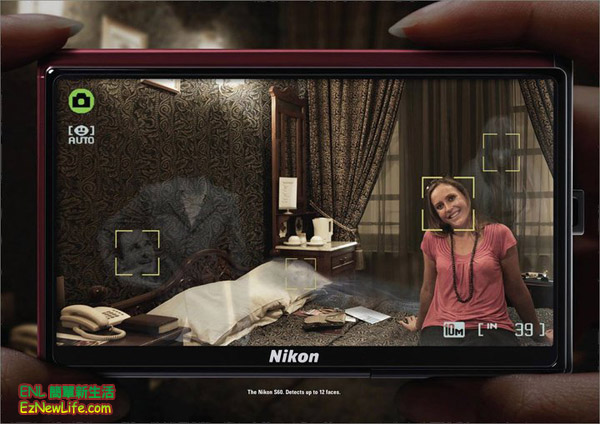 AUTO
10M [ IN 39 ]
Nikon
The Nikon S60. Detects up to 12 faces.
ENL 簡單新生活
EzNewLife.com